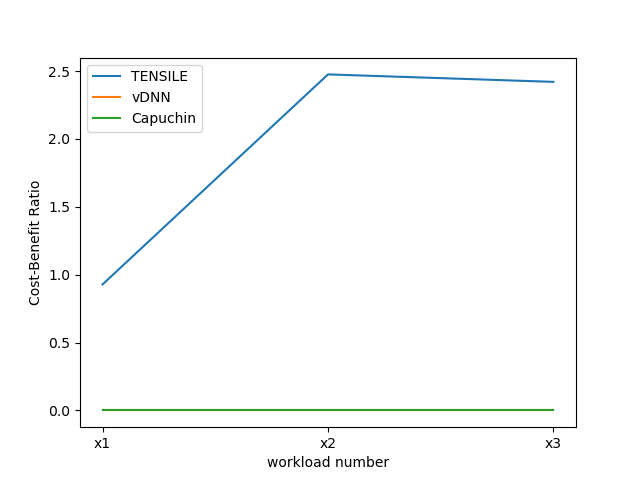 TENSILE
vDNN
Capuchin
2.5
2.0
1.5
1.0
0.5
0.0
Cost-Benefit Ratio
x1 x2 x3
workload number